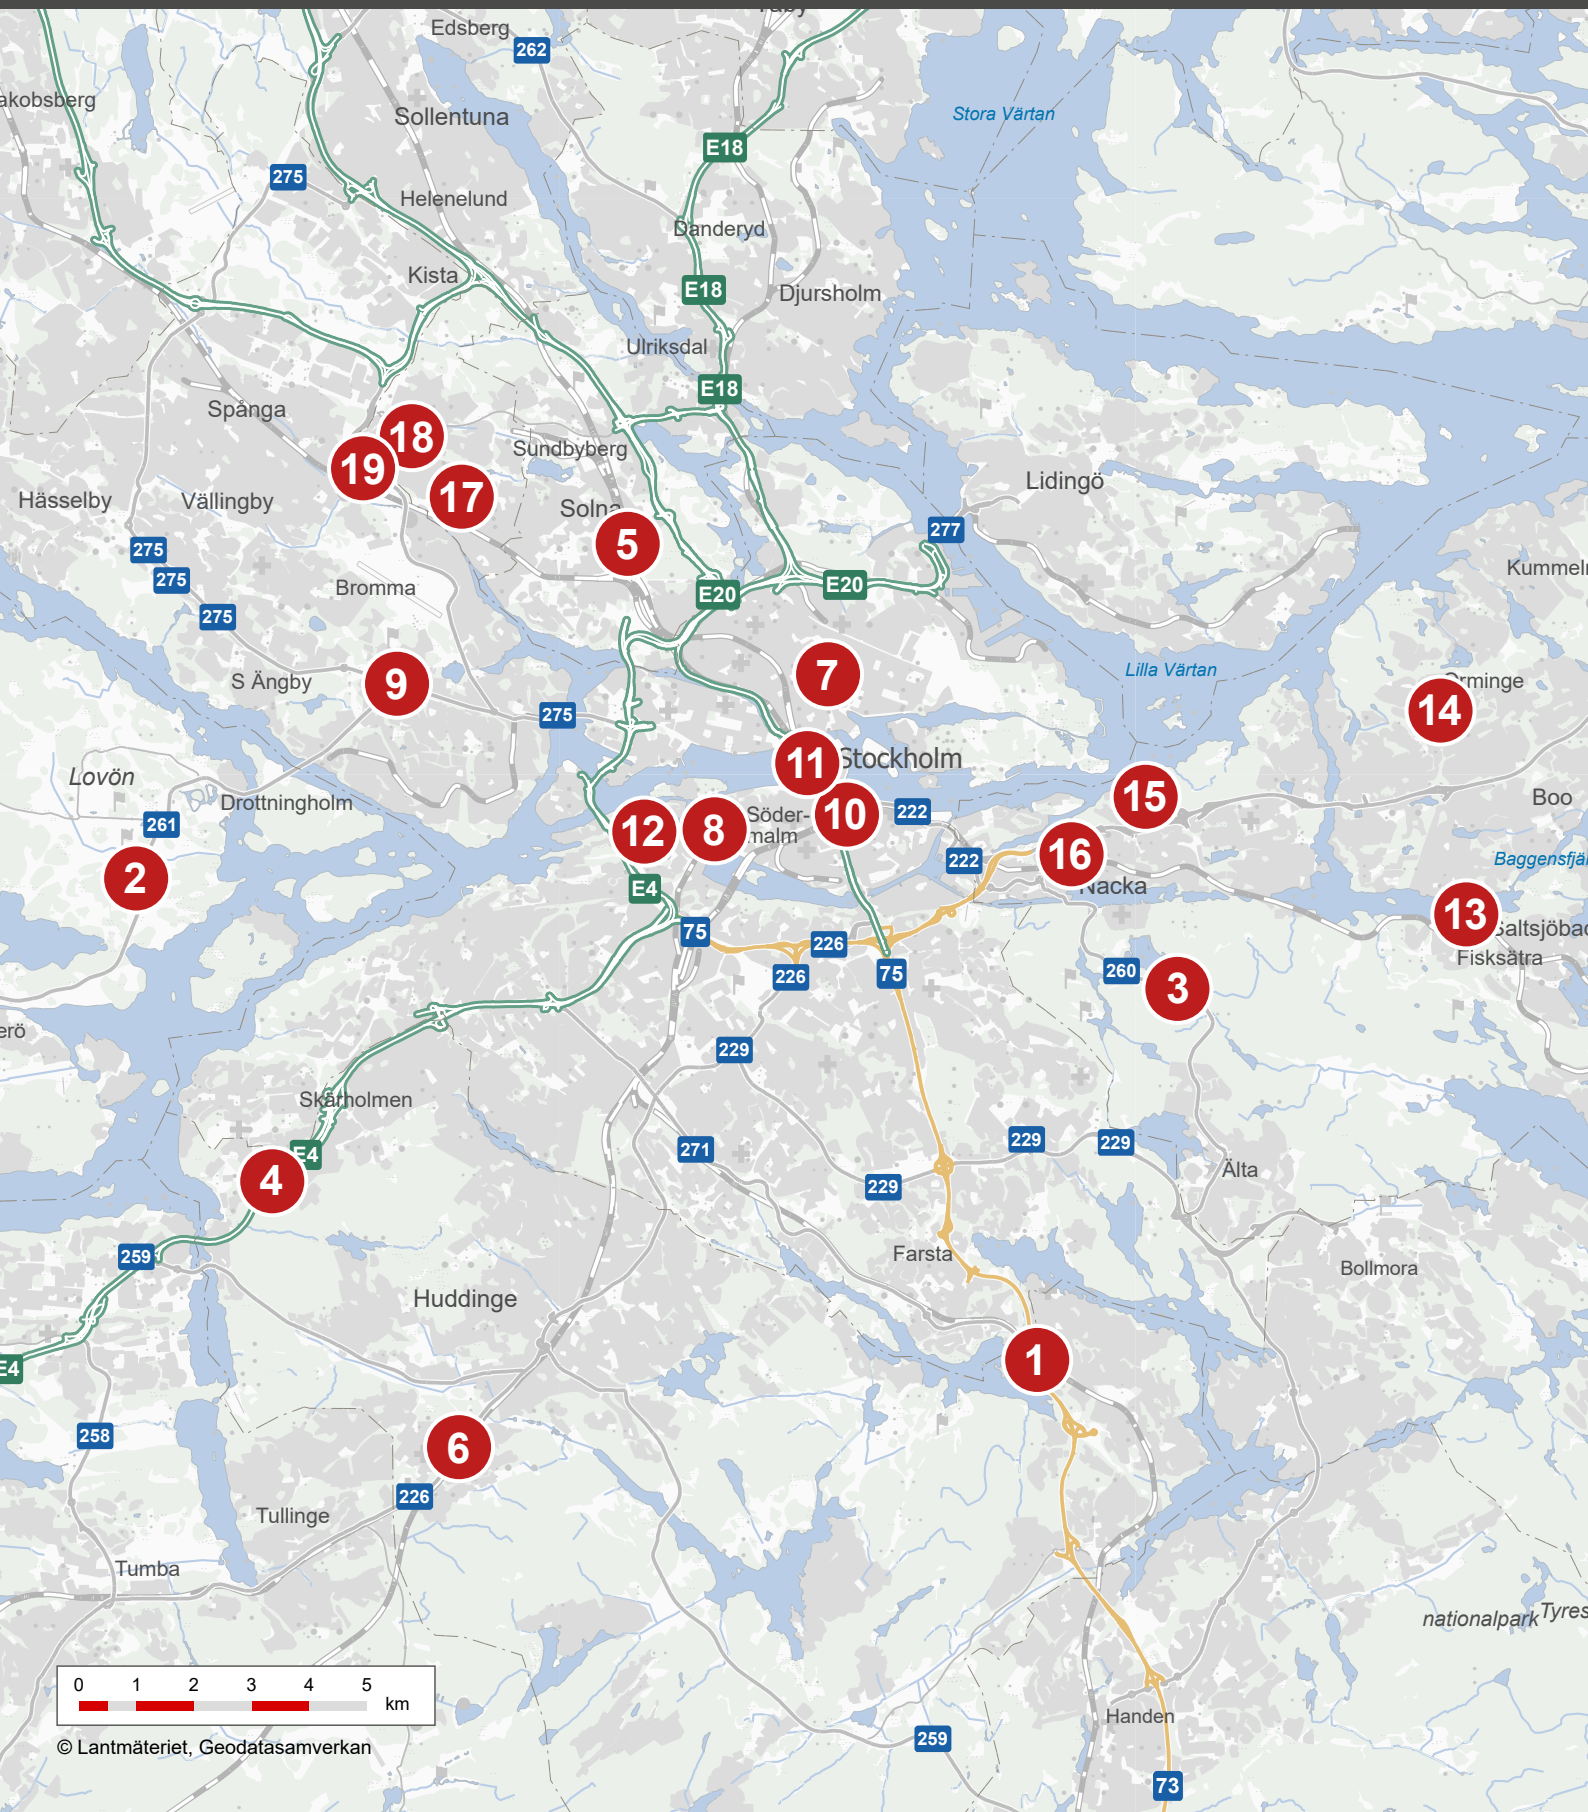 Edsberg
262
Sollentuna
Stora Värtan
E18
275
Helenelund
Danderyd
Kista
E18
Djursholm
Ulriksdal
E18
Spånga
18
Sundbyberg
19
17
Lidingö
Hässelby
Vällingby
Solna
5
277
275
275
Bromma
E20
E20
275
7
Lilla Värtan
S Ängby
9
14
275
11
Stockholm
Lovön
15
Boo
Drottningholm
261
12
8
Söder-
malm
10
222
16
222
2
E4
Nacka
13
75
226
Fisksätra
226
75
260
3
229
Skärholmen
271
229
229
E4
4
229
Älta
259
Farsta
Bollmora
Huddinge
1
E4
258
6
226
Tullinge
Tumba
nationalpark
0 1 2 3 4 5
km
Handen
259
© Lantmäteriet, Geodatasamverkan
73